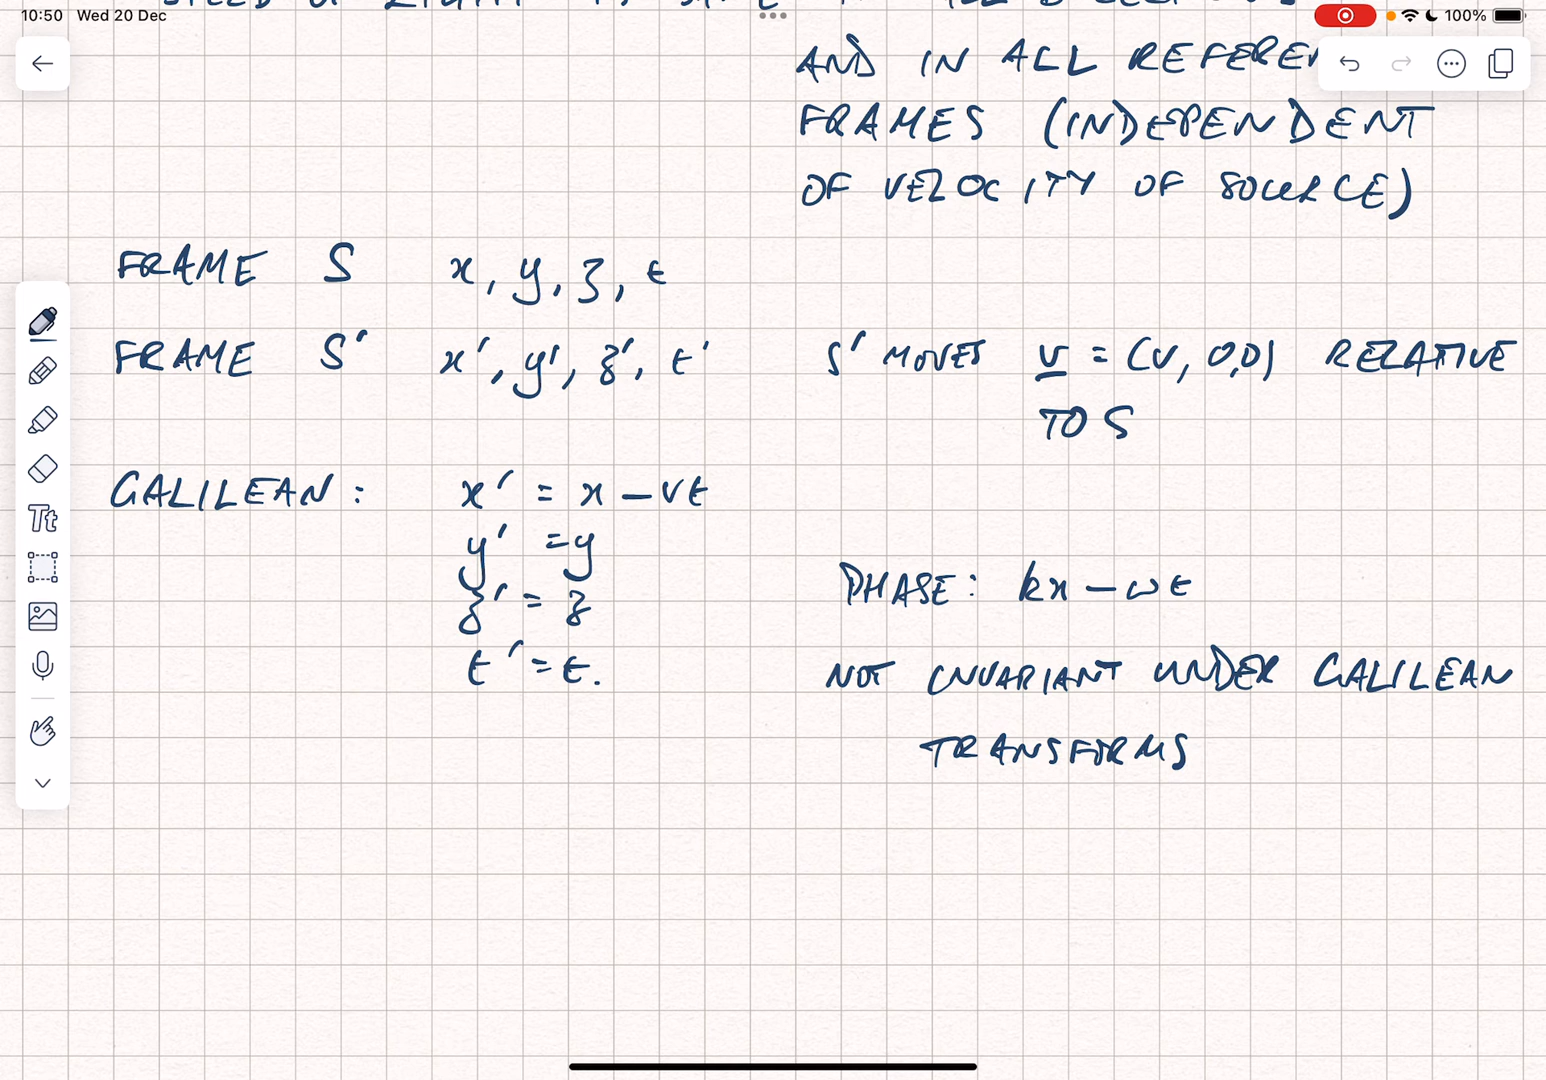 10:50 Wed 20 Dec
100%
AND IN ALL
FRAMES (INDEPENDENT
OF VELOCITY OF SOURCE)
FRAME S x, y, z, t
FRAME S' x', y', z', t' S' MOVES v = (v, 0,0) RELATIVE
TO S
GALILEAN: x' = x - vt
y' = y
z' = z
t' = t.
PHASE: kx - ωt
NOT INVARIANT UNDER GALILEAN
TRANSFORMS
Tt